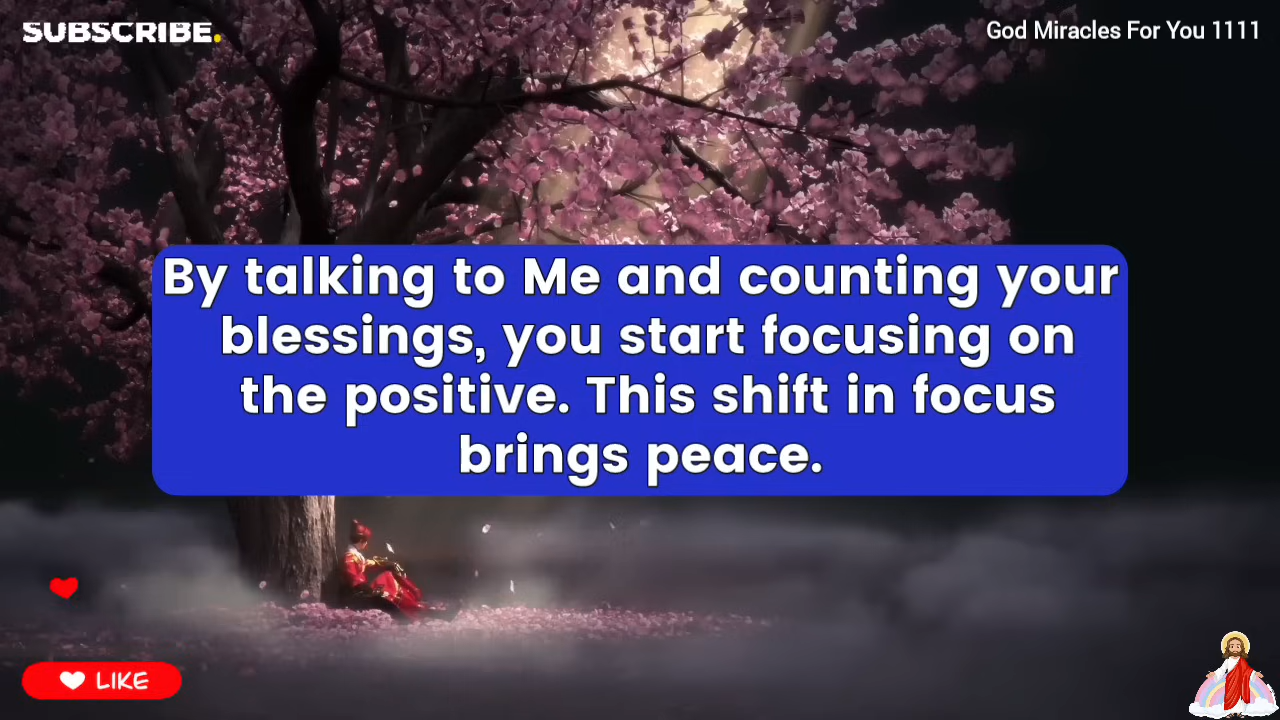 SUBSCRIBE.
God Miracles For You 1111
By talking to Me and counting your
blessings, you start focusing on
the positive. This shift in focus
brings peace.
LIKE